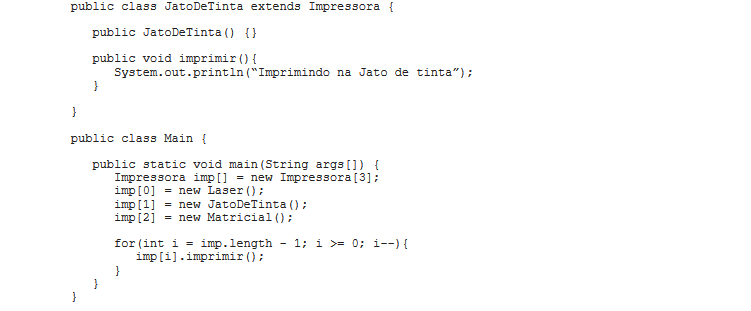 public class JatoDeTinta extends Impressora {
public JatoDeTinta() {}
public void imprimir(){
System.out.println(“Imprimindo na Jato de tinta”);
}
}
public class Main {
public static void main(String args[]) {
Impressora imp[] = new Impressora[3];
imp[0] = new Laser();
imp[1] = new JatoDeTinta();
imp[2] = new Matricial();
for(int i = imp.length - 1; i >= 0; i--){
imp[i].imprimir();
}
}
}